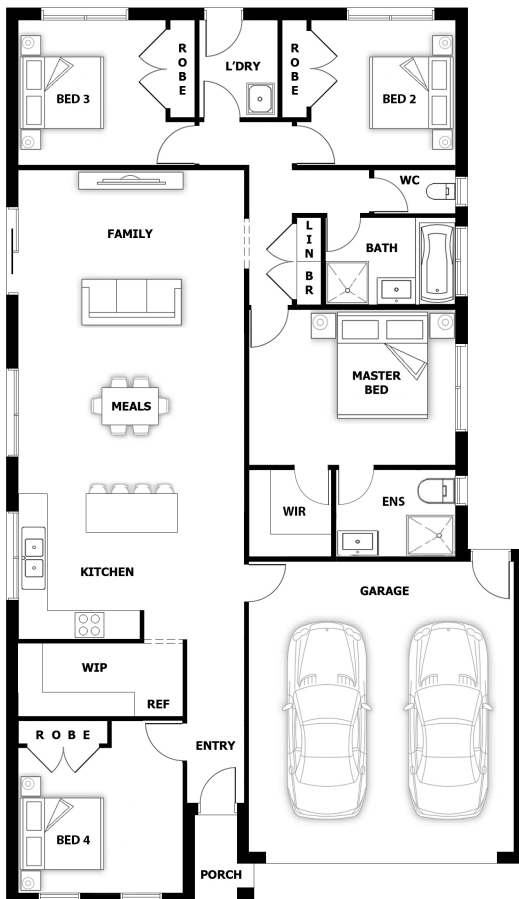 ROBE
L'DRY
ROBE
BED 3
BED 2
WC
FAMILY
LIN
BR
BATH
MASTER
BED
MEALS
WIR
ENS
KITCHEN
GARAGE
WIP
REF
ROBE
ENTRY
BED 4
PORCH